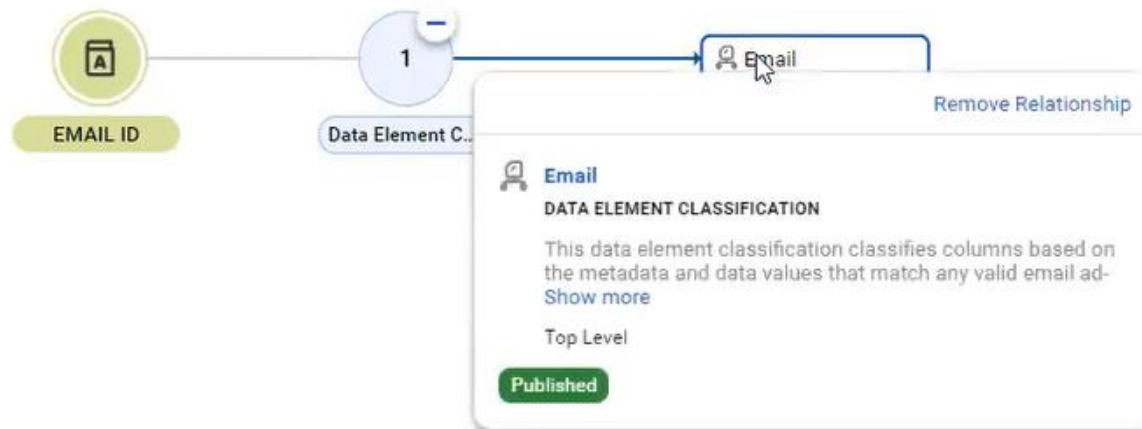 A
1
Email
EMAIL ID
Data Element C...
Remove Relationship
Email
DATA ELEMENT CLASSIFICATION
This data element classification classifies columns based on
the metadata and data values that match any valid email ad-
Show more
Top Level
Published